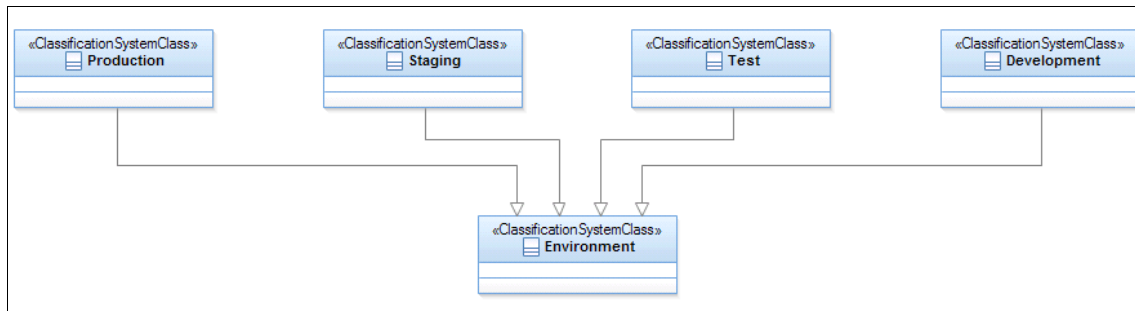 «ClassificationSystemClass»
Production
«ClassificationSystemClass»
Staging
«ClassificationSystemClass»
Test
«ClassificationSystemClass»
Development
«ClassificationSystemClass»
Environment